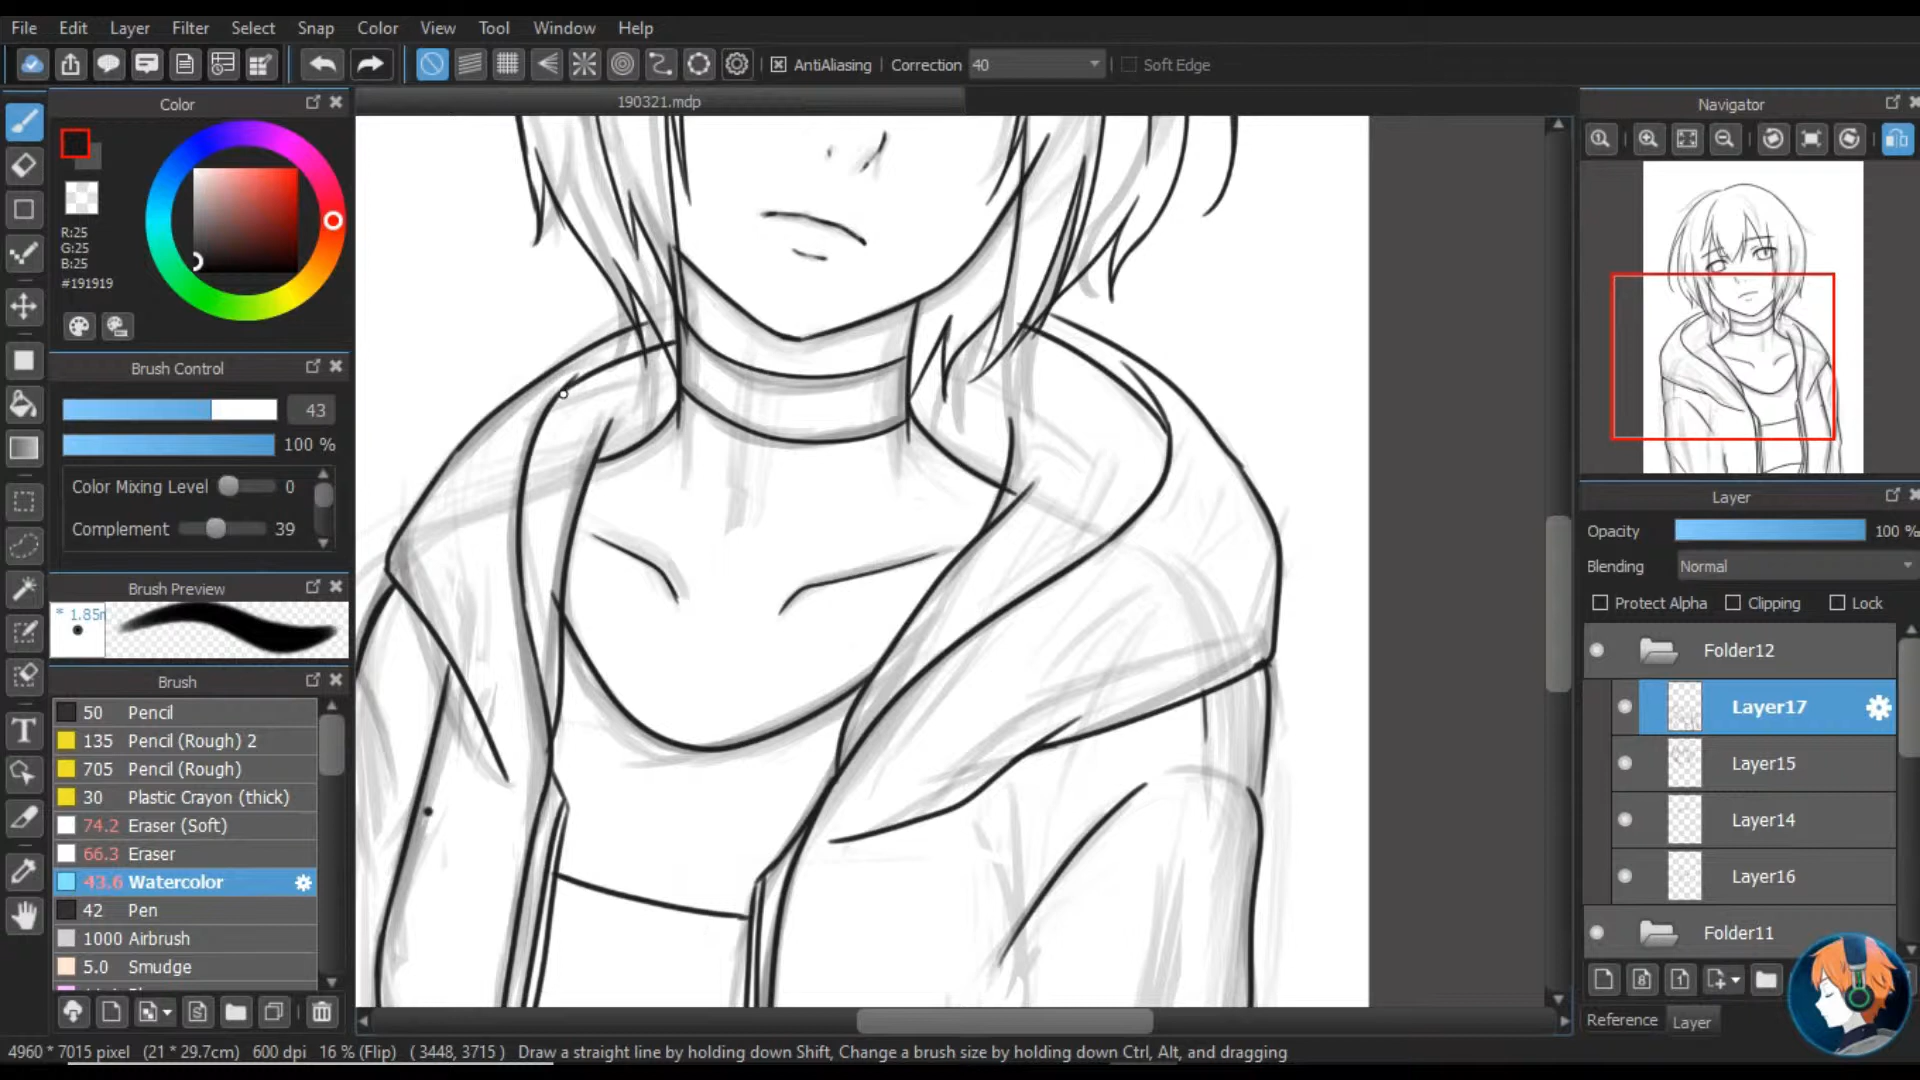 File Edit Layer Filter Select Snap Color View Tool Window Help
AntiAliasing | Correction 40 Soft Edge
190321.mdp
Color
R:25
G:25
B:25
#191919
Brush Control
43
100 %
Color Mixing Level 0
Complement 39
Brush Preview
* 1.85
Brush
50 Pencil
135 Pencil (Rough) 2
705 Pencil (Rough)
30 Plastic Crayon (thick)
74.2 Eraser (Soft)
66.3 Eraser
43.6 Watercolor
42 Pen
1000 Airbrush
5.0 Smudge
Navigator
Layer
Opacity 100 %
Blending Normal
Protect Alpha Clipping Lock
Folder12
Layer17
Layer15
Layer14
Layer16
Folder11
Reference Layer
4960 * 7015 pixel (21 * 29.7cm) 600 dpi 16 % (Flip) ( 3448, 3715 ) Draw a straight line by holding down Shift, Change a brush size by holding down Ctrl, Alt, and dragging